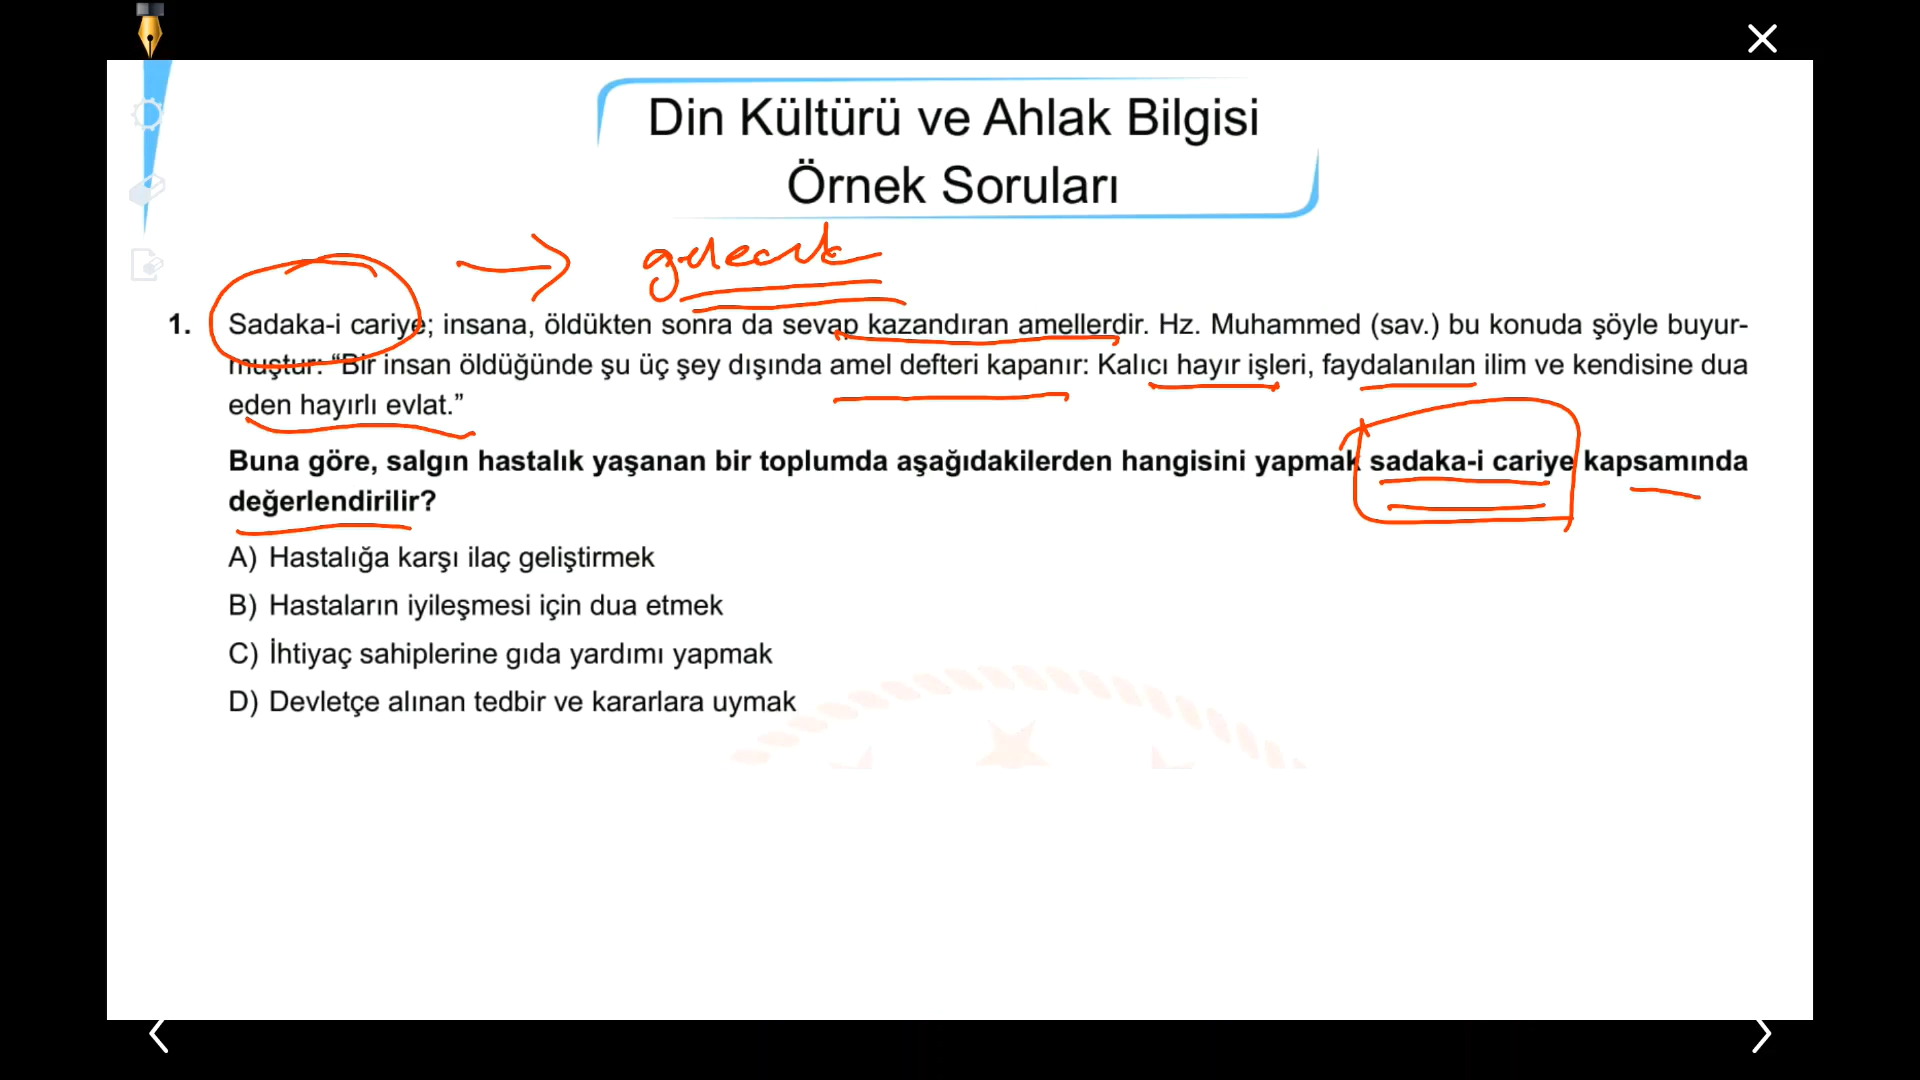 Din Kültürü ve Ahlak Bilgisi
Örnek Soruları
gelecek
1. Sadaka-i cariye; insana, öldükten sonra da sevap kazandıran amellerdir. Hz. Muhammed (sav.) bu konuda şöyle buyur-
muştur: “Bir insan öldüğünde şu üç şey dışında amel defteri kapanır: Kalıcı hayır işleri, faydalanılan ilim ve kendisine dua
eden hayırlı evlat.”
Buna göre, salgın hastalık yaşanan bir toplumda aşağıdakilerden hangisini yapmak sadaka-i cariye kapsamında
değerlendirilir?
A) Hastalığa karşı ilaç geliştirmek
B) Hastaların iyileşmesi için dua etmek
C) İhtiyaç sahiplerine gıda yardımı yapmak
D) Devletçe alınan tedbir ve kararlara uymak